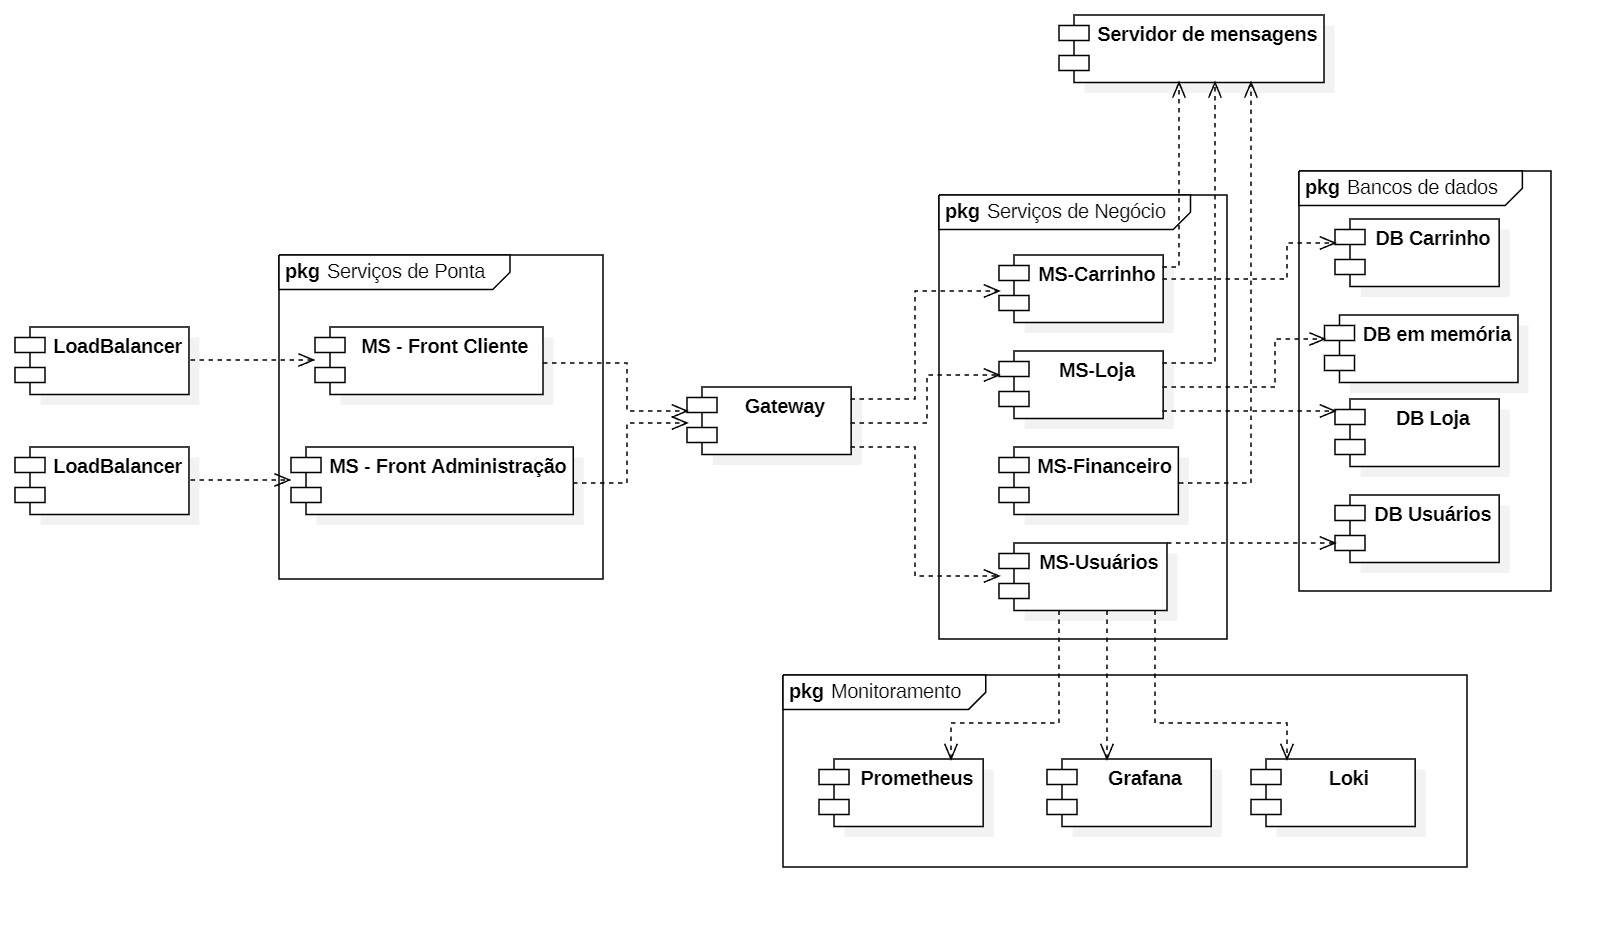 Servidor de mensagens
pkg Bancos de dados
pkg Serviços de Negócio
DB Carrinho
pkg Serviços de Ponta
MS-Carrinho
DB em memória
LoadBalancer
MS - Front Cliente
MS-Loja
Gateway
DB Loja
LoadBalancer
MS - Front Administração
MS-Financeiro
DB Usuários
MS-Usuários
pkg Monitoramento
Prometheus
Grafana
Loki